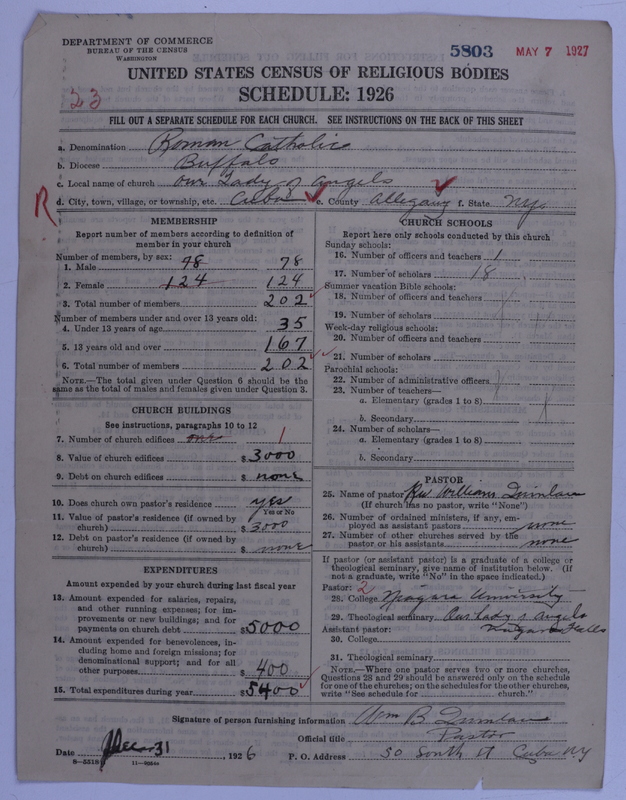 DEPARTMENT OF COMMERCE
BUREAU OF THE CENSUS
WASHINGTON
5803 MAY 7 1927
UNITED STATES CENSUS OF RELIGIOUS BODIES
SCHEDULE: 1926
23
FILL OUT A SEPARATE SCHEDULE FOR EACH CHURCH. SEE INSTRUCTIONS ON THE BACK OF THIS SHEET
a. Denomination Roman Catholic
b. Diocese Buffalo
c. Local name of church Our Lady of Angels
R d. City, town, village, or township, etc. Cuba e. County Allegany f. State N.Y.
MEMBERSHIP
Report number of members according to definition of
member in your church
Number of members, by sex:
1. Male 78 78
2. Female 124 124
3. Total number of members 202
Number of members under and over 13 years old:
4. Under 13 years of age 35
5. 13 years old and over 167
6. Total number of members 202
NOTE.—The total given under Question 6 should be the
same as the total of males and females given under Question 3.
CHURCH BUILDINGS
See instructions, paragraphs 10 to 12
7. Number of church edifices one 1
8. Value of church edifices $ 3000
9. Debt on church edifices $ none
10. Does church own pastor's residence yes
Yes or No
11. Value of pastor's residence (if owned by
church) $ 3000
12. Debt on pastor's residence (if owned by
church) $ none
EXPENDITURES
Amount expended by your church during last fiscal year
13. Amount expended for salaries, repairs,
and other running expenses; for im-
provements or new buildings; and for
payments on church debt $ 5000
14. Amount expended for benevolences, in-
cluding home and foreign missions; for
denominational support; and for all
other purposes $ 400
15. Total expenditures during year $ 5400
CHURCH SCHOOLS
Report here only schools conducted by this church
Sunday schools:
16. Number of officers and teachers 1
17. Number of scholars 18
Summer vacation Bible schools:
18. Number of officers and teachers
19. Number of scholars
Week-day religious schools:
20. Number of officers and teachers
21. Number of scholars
Parochial schools:
22. Number of administrative officers
23. Number of teachers—
a. Elementary (grades 1 to 8)
b. Secondary
24. Number of scholars—
a. Elementary (grades 1 to 8)
b. Secondary
PASTOR
25. Name of pastor Rev William Quinlan
(If church has no pastor, write "None")
26. Number of ordained ministers, if any, em-
ployed as assistant pastors none
27. Number of other churches served by the
pastor or his assistants none
If pastor (or assistant pastor) is a graduate of a college or
theological seminary, give name of institution below. (If
not a graduate, write "No" in the space indicated.)
Pastor: 2
28. College Niagara University
29. Theological seminary Our Lady of Angels
Assistant pastor: Niagara Falls
30. College
31. Theological seminary
NOTE.—Where one pastor serves two or more churches,
Questions 28 and 29 should be answered only on the schedule
for one of the churches; on the schedules for the other churches,
write "See schedule for church."
Signature of person furnishing information Wm B. Quinlan
Official title Pastor
Date Dec 31 1926 P. O. Address 50 South St Cuba N.Y
8-5518 11-9064